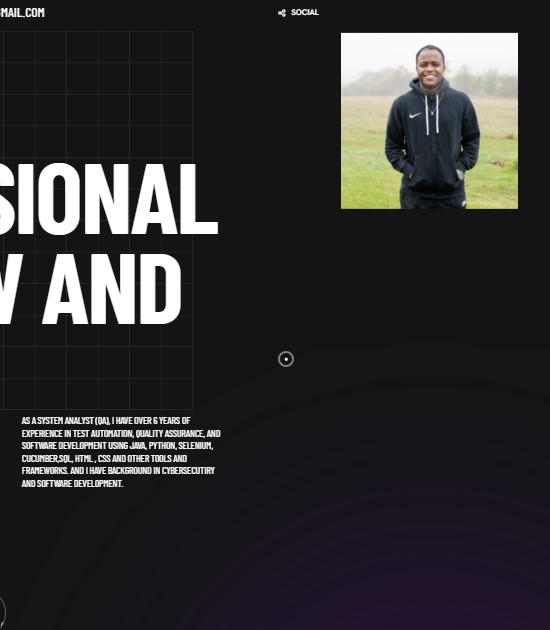 MAIL.COM
SOCIAL
SIONAL
AND
AS A SYSTEM ANALYST (QA), I HAVE OVER 6 YEARS OF
EXPERIENCE IN TEST AUTOMATION, QUALITY ASSURANCE, AND
SOFTWARE DEVELOPMENT USING JAVA, PYTHON, SELENIUM,
CUCUMBER,SQL, HTML , CSS AND OTHER TOOLS AND
FRAMEWORKS. AND I HAVE BACKGROUND IN CYBERSECUTIRY
AND SOFTWARE DEVELOPMENT.